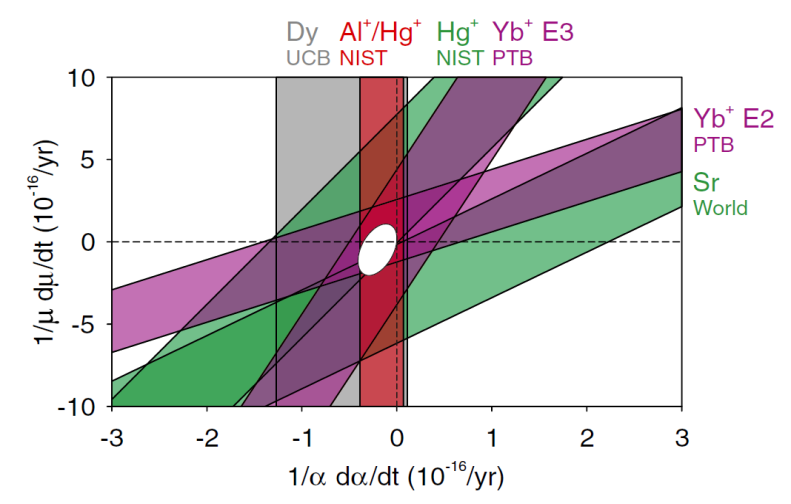 Dy Al⁺/Hg⁺ Hg⁺ Yb⁺ E3
UCB NIST NIST PTB
10
5
0
-5
-10
1/μ dμ/dt (10⁻¹⁶/yr)
Yb⁺ E2
PTB
Sr
World
-3 -2 -1 0 1 2 3
1/α dα/dt (10⁻¹⁶/yr)